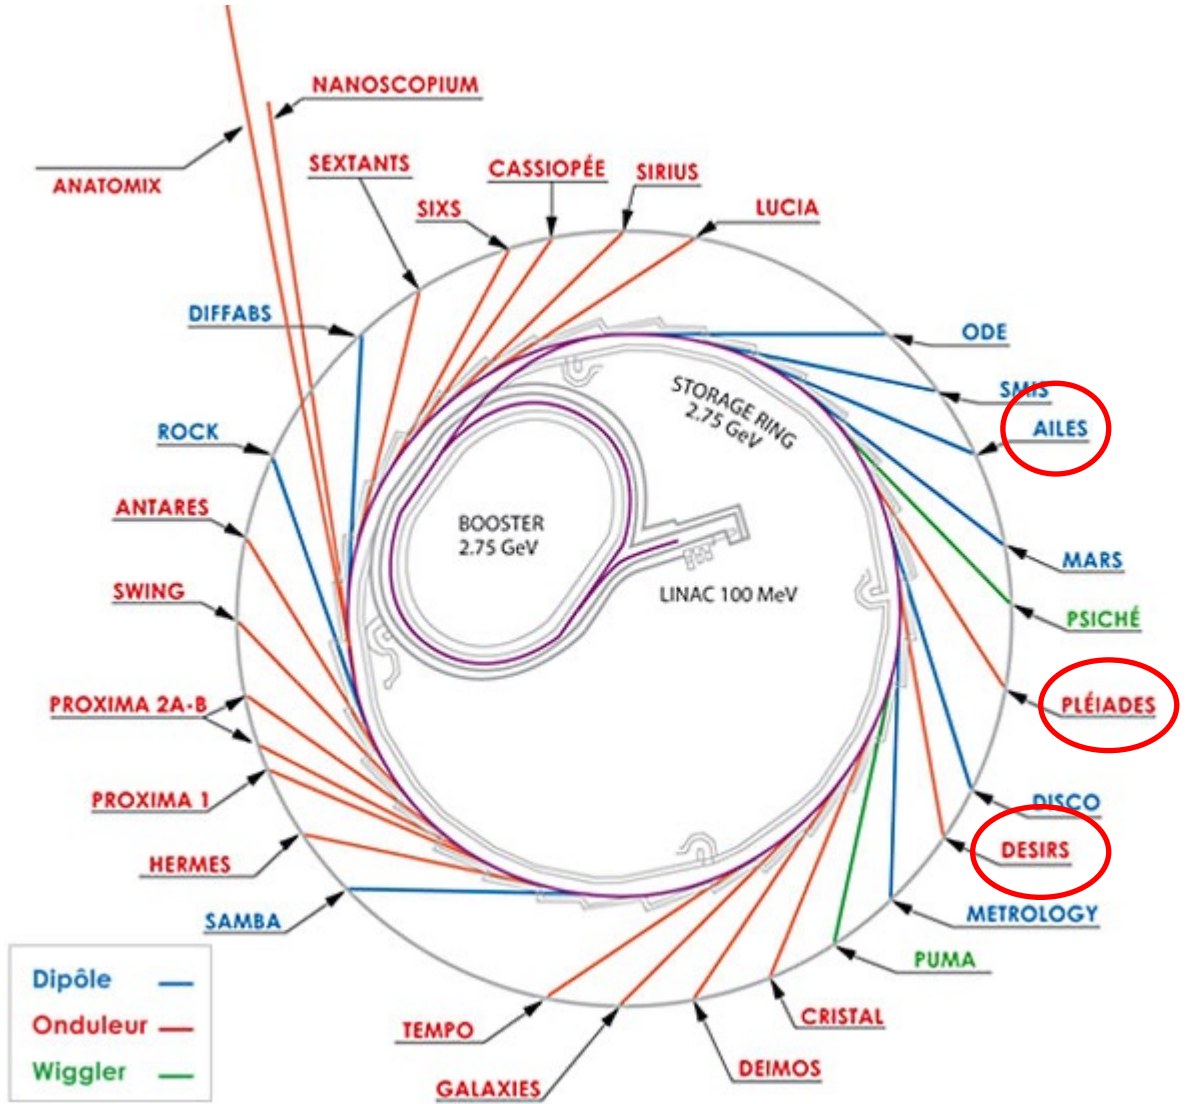 NANOSCOPIUM
ANATOMIX
SEXTANTS
CASSIOPÉE
SIRIUS
SIXS
LUCIA
DIFFABS
ODE
SMIS
STORAGE RING
2.75 GeV
AILES
ROCK
ANTARES
BOOSTER
2.75 GeV
MARS
SWING
LINAC 100 MeV
PSICHÉ
PROXIMA 2A-B
PLÉIADES
PROXIMA 1
DISCO
HERMES
DESIRS
SAMBA
METROLOGY
PUMA
Dipôle
Onduleur
Wiggler
TEMPO
CRISTAL
DEIMOS
GALAXIES